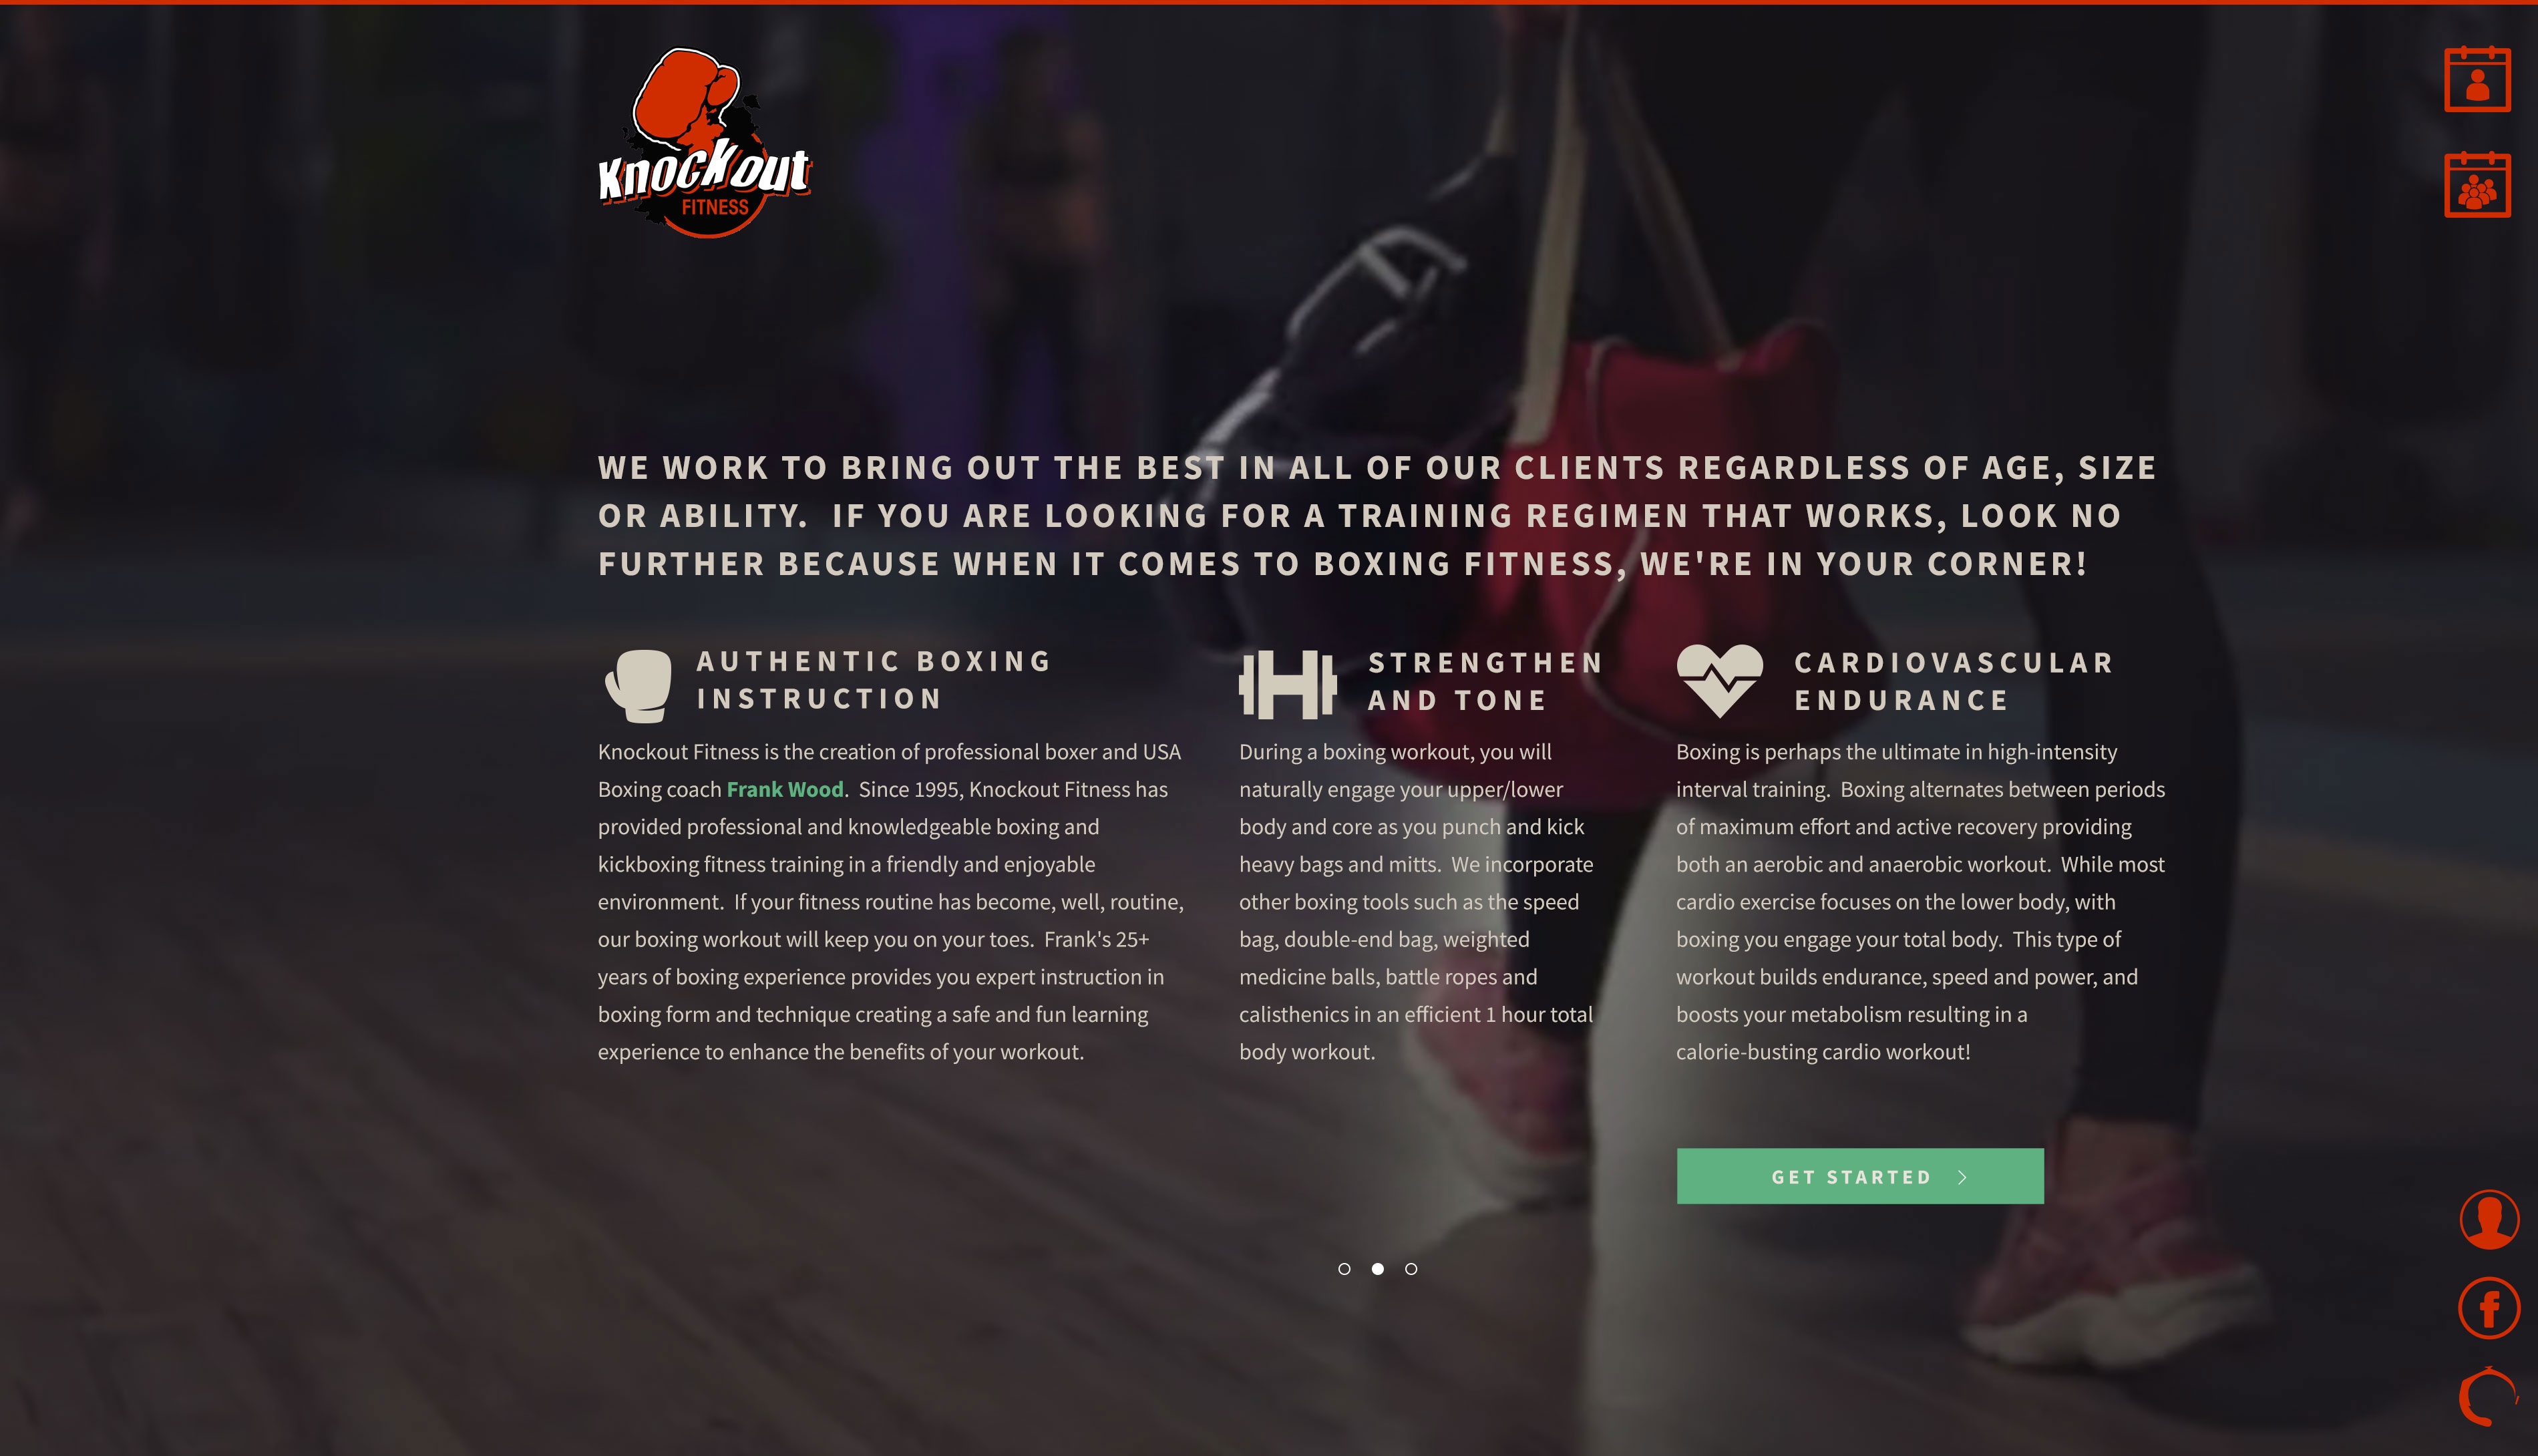 Knockout
FITNESS
WE WORK TO BRING OUT THE BEST IN ALL OF OUR CLIENTS REGARDLESS OF AGE, SIZE
OR ABILITY.  IF YOU ARE LOOKING FOR A TRAINING REGIMEN THAT WORKS, LOOK NO
FURTHER BECAUSE WHEN IT COMES TO BOXING FITNESS, WE'RE IN YOUR CORNER!
AUTHENTIC BOXING
INSTRUCTION
Knockout Fitness is the creation of professional boxer and USA
Boxing coach Frank Wood.  Since 1995, Knockout Fitness has
provided professional and knowledgeable boxing and
kickboxing fitness training in a friendly and enjoyable
environment.  If your fitness routine has become, well, routine,
our boxing workout will keep you on your toes.  Frank's 25+
years of boxing experience provides you expert instruction in
boxing form and technique creating a safe and fun learning
experience to enhance the benefits of your workout.
STRENGTHEN
AND TONE
During a boxing workout, you will
naturally engage your upper/lower
body and core as you punch and kick
heavy bags and mitts.  We incorporate
other boxing tools such as the speed
bag, double-end bag, weighted
medicine balls, battle ropes and
calisthenics in an efficient 1 hour total
body workout.
CARDIOVASCULAR
ENDURANCE
Boxing is perhaps the ultimate in high-intensity
interval training.  Boxing alternates between periods
of maximum effort and active recovery providing
both an aerobic and anaerobic workout.  While most
cardio exercise focuses on the lower body, with
boxing you engage your total body.  This type of
workout builds endurance, speed and power, and
boosts your metabolism resulting in a
calorie-busting cardio workout!
GET STARTED